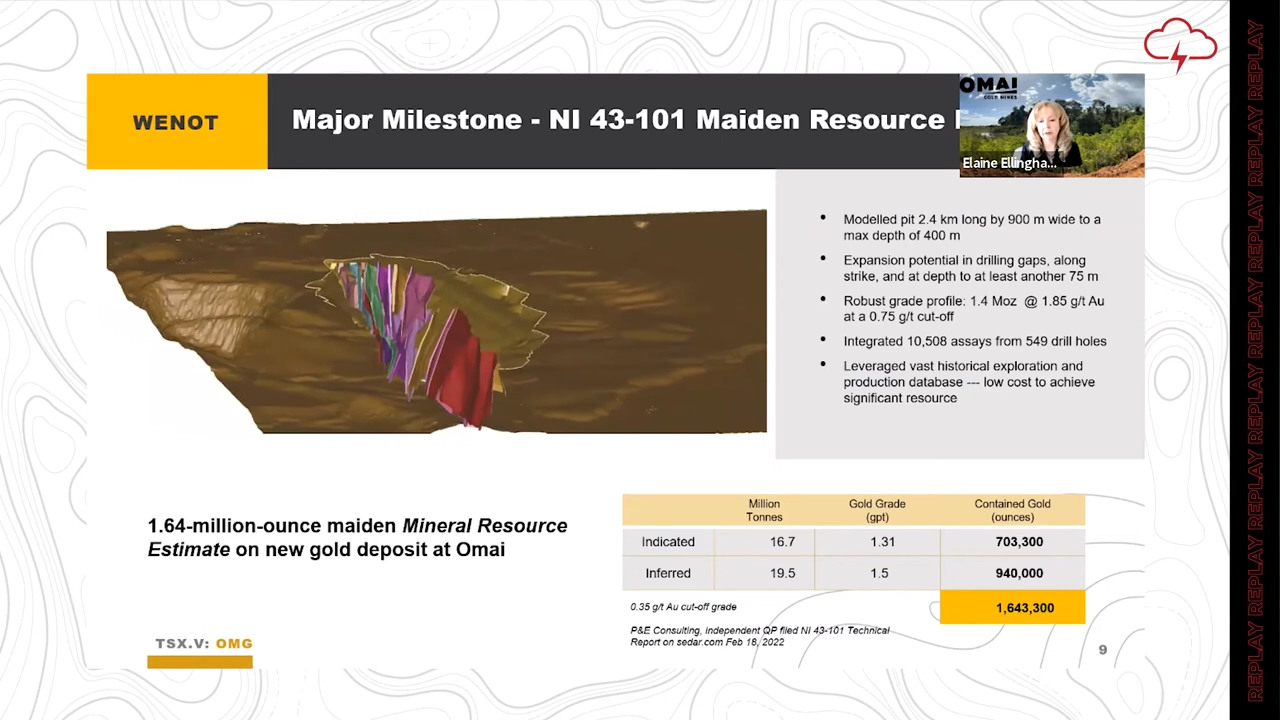 WENOT
Major Milestone - NI 43-101 Maiden Resource
OMAI
GOLD MINES
Elaine Ellingha...
• Modelled pit 2.4 km long by 900 m wide to a
max depth of 400 m
• Expansion potential in drilling gaps, along
strike, and at depth to at least another 75 m
• Robust grade profile: 1.4 Moz @ 1.85 g/t Au
at a 0.75 g/t cut-off
• Integrated 10,508 assays from 549 drill holes
• Leveraged vast historical exploration and
production database --- low cost to achieve
significant resource
1.64-million-ounce maiden Mineral Resource
Estimate on new gold deposit at Omai
Million
Tonnes
Gold Grade
(gpt)
Contained Gold
(ounces)
Indicated 16.7 1.31 703,300
Inferred 19.5 1.5 940,000
1,643,300
0.35 g/t Au cut-off grade
P&E Consulting, independent QP filed NI 43-101 Technical
Report on sedar.com Feb 18, 2022
TSX.V: OMG
9
REPLAY REPLAY REPLAY REPLAY REPLAY REPLAY REPLAY REPLAY